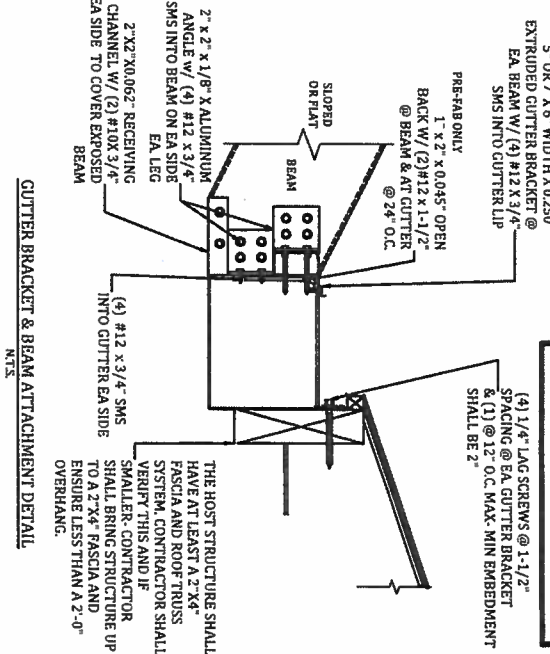 5" OR 7"X 6" WIDTH X 0.250"
EXTRUDED GUTTER BRACKET @
EA. BEAM W/ (4) #12 X 3/4"
SMS INTO GUTTER LIP
PRE-FAB ONLY
1" x 2" x 0.045" OPEN
BACK W/ (2)#12 x 1-1/2"
@ BEAM & AT GUTTER
@ 24" O.C.
SLOPED
OR FLAT
BEAM
2" x 2" x 1/8" X ALUMINUM
ANGLE w/ (4) #12 x 3/4"
SMS INTO BEAM ON EA SIDE
EA. LEG
2"X2"X0.062" RECEIVING
CHANNEL W/ (2) #10X 3/4"
EA SIDE TO COVER EXPOSED
BEAM
(4) 1/4" LAG SCREWS @ 1-1/2"
SPACING @ EA. GUTTER BRACKET
& (1) @ 12" O.C. MAX- MIN EMBEDMENT
SHALL BE 2"
(4) #12 x 3/4" SMS
INTO GUTTER EA SIDE
THE HOST STRUCTURE SHALL
HAVE AT LEAST A 2"X4"
FASCIA AND ROOF TRUSS
SYSTEM. CONTRACTOR SHALL
VERIFY THIS AND IF
SMALLER- CONTRACTOR
SHALL BRING STRUCTURE UP
TO A 2"X4" FASCIA AND
ENSURE LESS THAN A 2'-0"
OVERHANG.
GUTTER BRACKET & BEAM ATTACHMENT DETAIL
N.T.S.